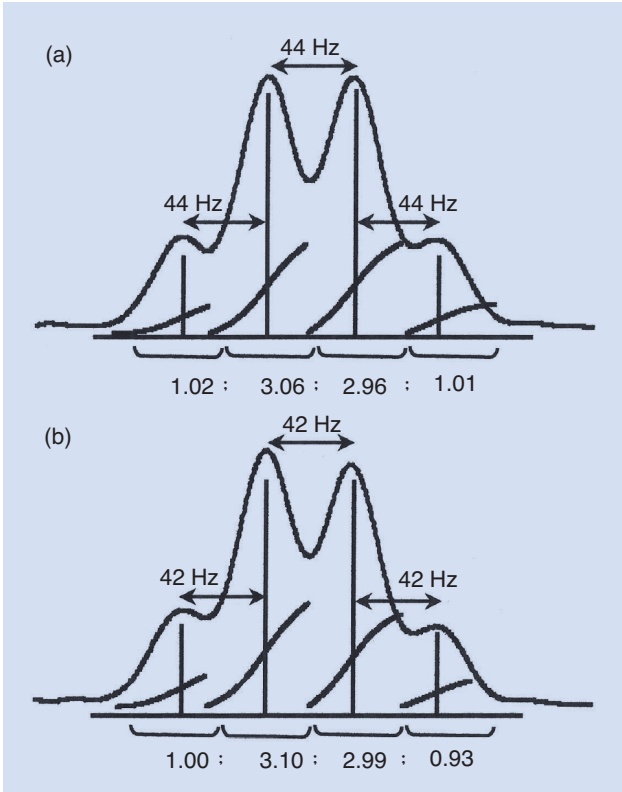 (a)
44 Hz
44 Hz 44 Hz
1.02 : 3.06 : 2.96 : 1.01
(b)
42 Hz
42 Hz 42 Hz
1.00 : 3.10 : 2.99 : 0.93